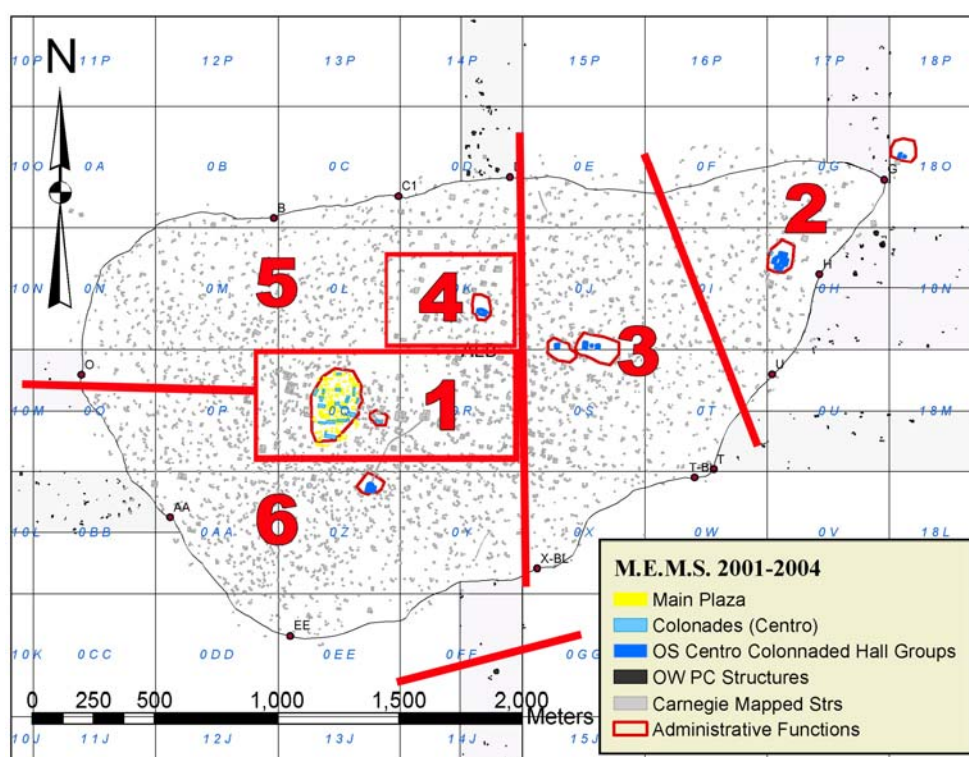 N
10P 11P 12P 13P 14P 15P 16P 17P 18P
10O 0A 0B 0C 0D 0E 0F 0G 18O
B C1 G
2
5 4 3
10N 0N 0M 0L 0K 0J 0I 0H 18N
H
O U
1
10M 0O 0P 0Q 0R 0S 0T 0U 18M
T-B T
6
AA
10L 0BB 0AA 0Z 0Y 0X 0W 0V 18L
X-BL
EE
10K 0CC 0DD 0EE 0FF 0GG
0 500 1,000 1,500 2,000
Meters
10J 11J 12J 13J 14J
M.E.M.S. 2001-2004
Main Plaza
Colonades (Centro)
OS Centro Colonnaded Hall Groups
OW PC Structures
Carnegie Mapped Strs
Administrative Functions